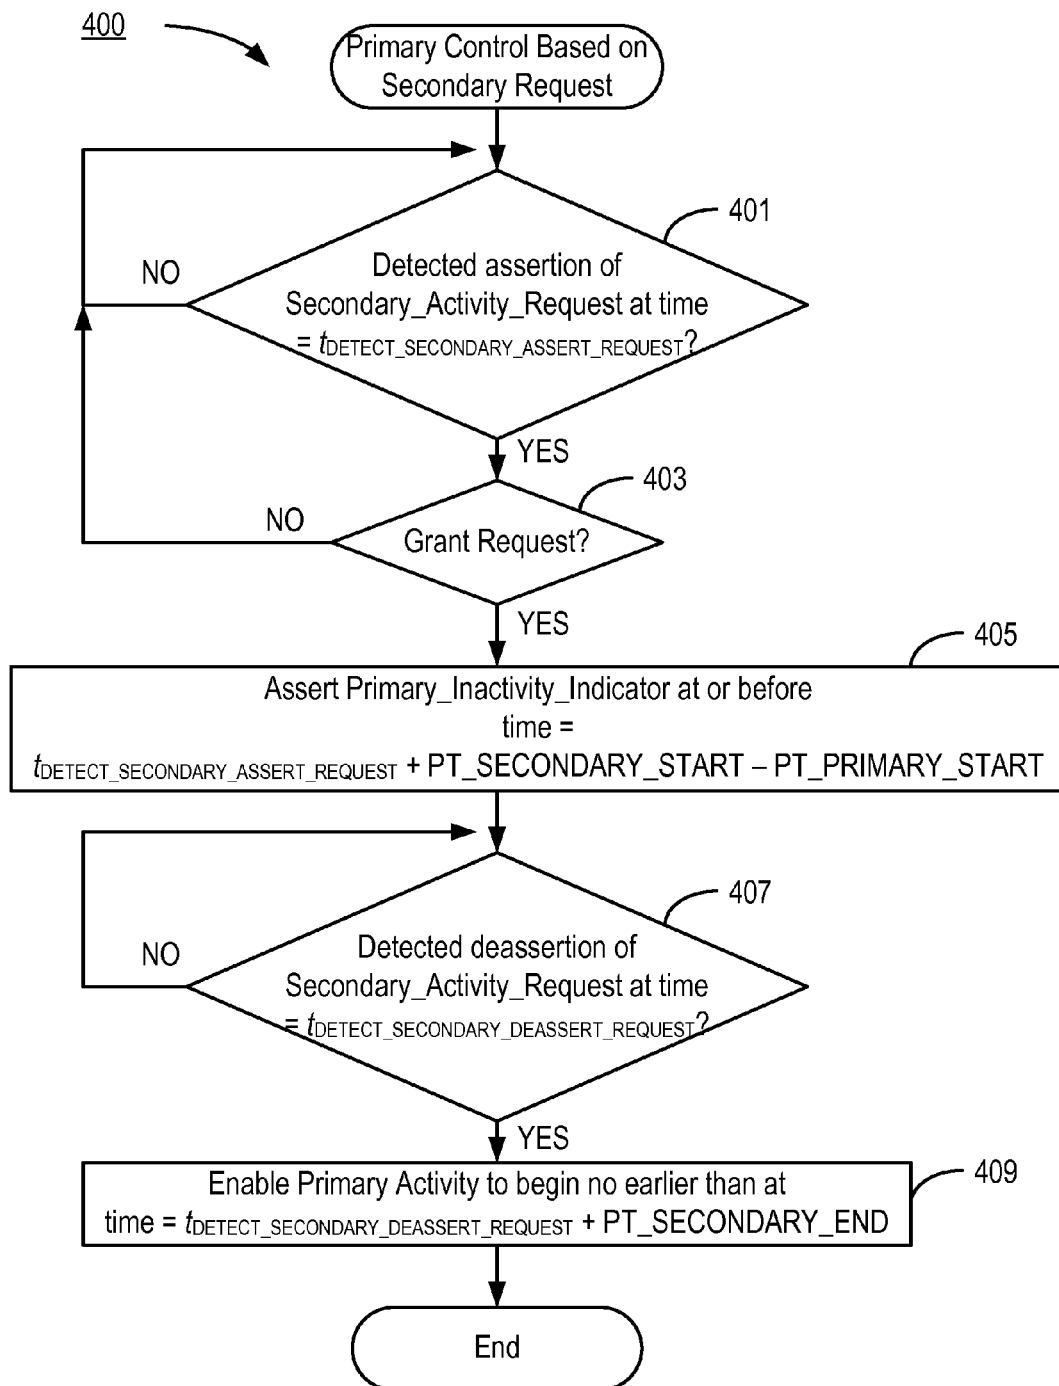 400
Primary Control Based on
Secondary Request
401
NO
Detected assertion of
Secondary_Activity_Request at time
= tDETECT_SECONDARY_ASSERT_REQUEST?
YES
403
NO
Grant Request?
YES
405
Assert Primary_Inactivity_Indicator at or before
time =
tDETECT_SECONDARY_ASSERT_REQUEST + PT_SECONDARY_START – PT_PRIMARY_START
407
NO
Detected deassertion of
Secondary_Activity_Request at time
= tDETECT_SECONDARY_DEASSERT_REQUEST?
YES
409
Enable Primary Activity to begin no earlier than at
time = tDETECT_SECONDARY_DEASSERT_REQUEST + PT_SECONDARY_END
End